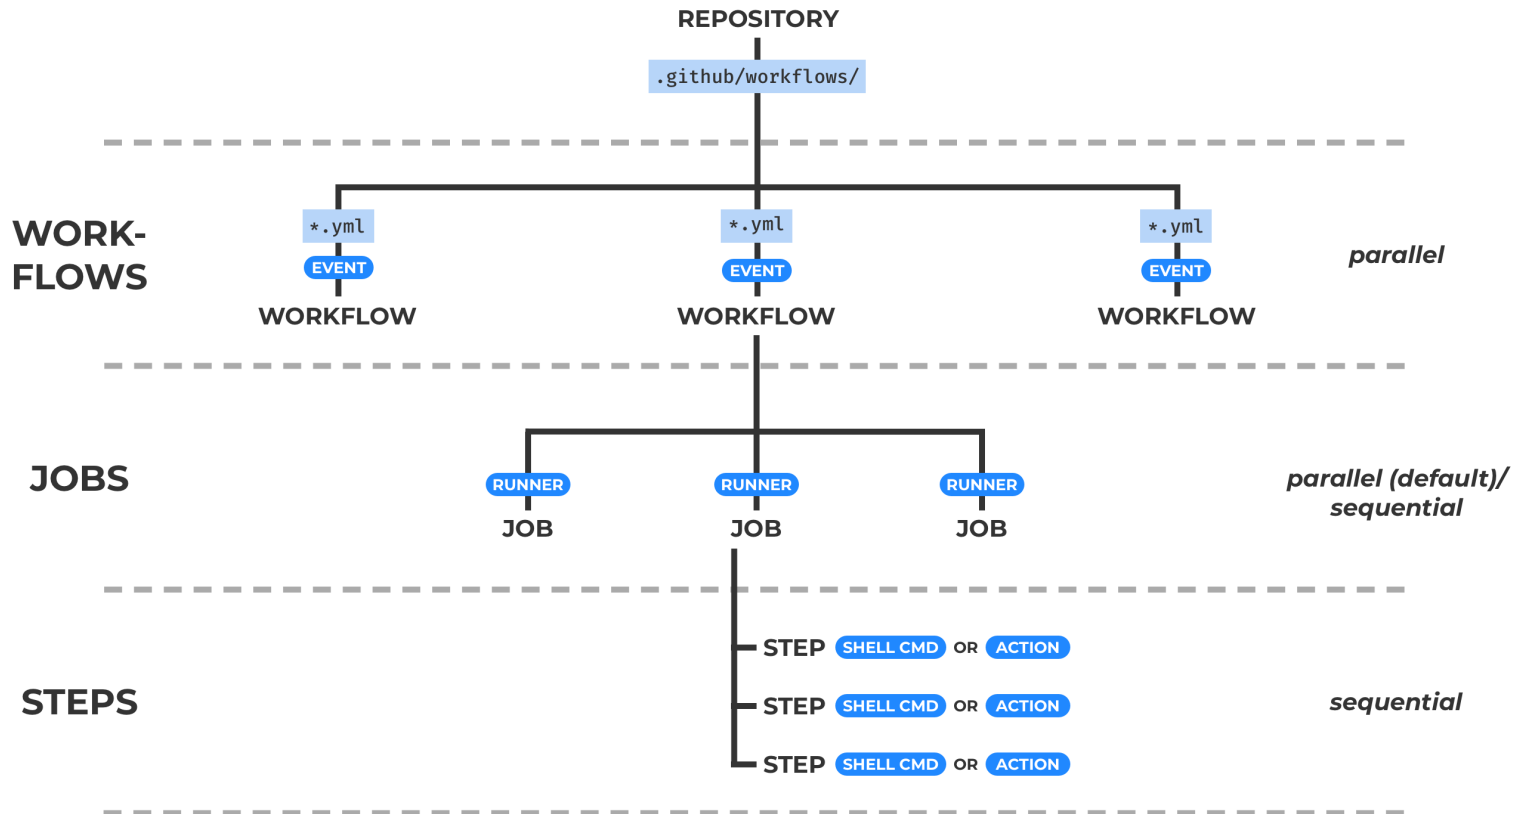 REPOSITORY
.github/workflows/
WORK-
FLOWS
*.yml
*.yml
*.yml
EVENT
EVENT
EVENT
parallel
WORKFLOW
WORKFLOW
WORKFLOW
JOBS
RUNNER
RUNNER
RUNNER
parallel (default)/
sequential
JOB
JOB
JOB
STEPS
STEP SHELL CMD OR ACTION
STEP SHELL CMD OR ACTION
STEP SHELL CMD OR ACTION
sequential